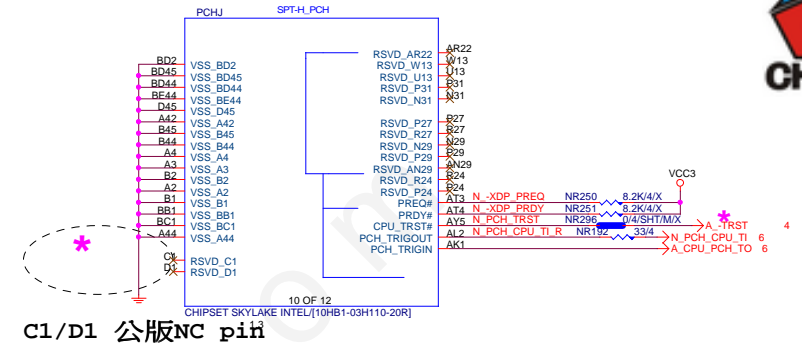 PCHJ SPT-H_PCH
BD2 VSS_BD2
BD45 VSS_BD45
BD44 VSS_BD44
BE44 VSS_BE44
D45 VSS_D45
A42 VSS_A42
B45 VSS_B45
B44 VSS_B44
A4 VSS_A4
A3 VSS_A3
B2 VSS_B2
A2 VSS_A2
B1 VSS_B1
BB1 VSS_BB1
BC1 VSS_BC1
A44 VSS_A44
C1 RSVD_C1
D1 RSVD_D1
RSVD_AR22 AR22
RSVD_W13 W13
RSVD_U13 U13
RSVD_P31 P31
RSVD_N31 N31
RSVD_P27 P27
RSVD_R27 R27
RSVD_N29 N29
RSVD_P29 P29
RSVD_AN29 AN29
RSVD_R24 R24
RSVD_P24 P24
VCC3
PREQ# AT3 N_-XDP_PREQ NR250 8.2K/4/X
PRDY# AT4 N_-XDP_PRDY NR251 8.2K/4/X
CPU_TRST# AY5 N_PCH_TRST NR296 0/4/SHT/M/X A_-TRST 4
PCH_TRIGOUT AL2 N_PCH_CPU_TI_R NR192 33/4 N_PCH_CPU_TI 6
PCH_TRIGIN AK1 A_CPU_PCH_TO 6
10 OF 12
CHIPSET SKYLAKE INTEL/[10HB1-03H110-20R]
1.3
C1/D1 公版NC pin
CH